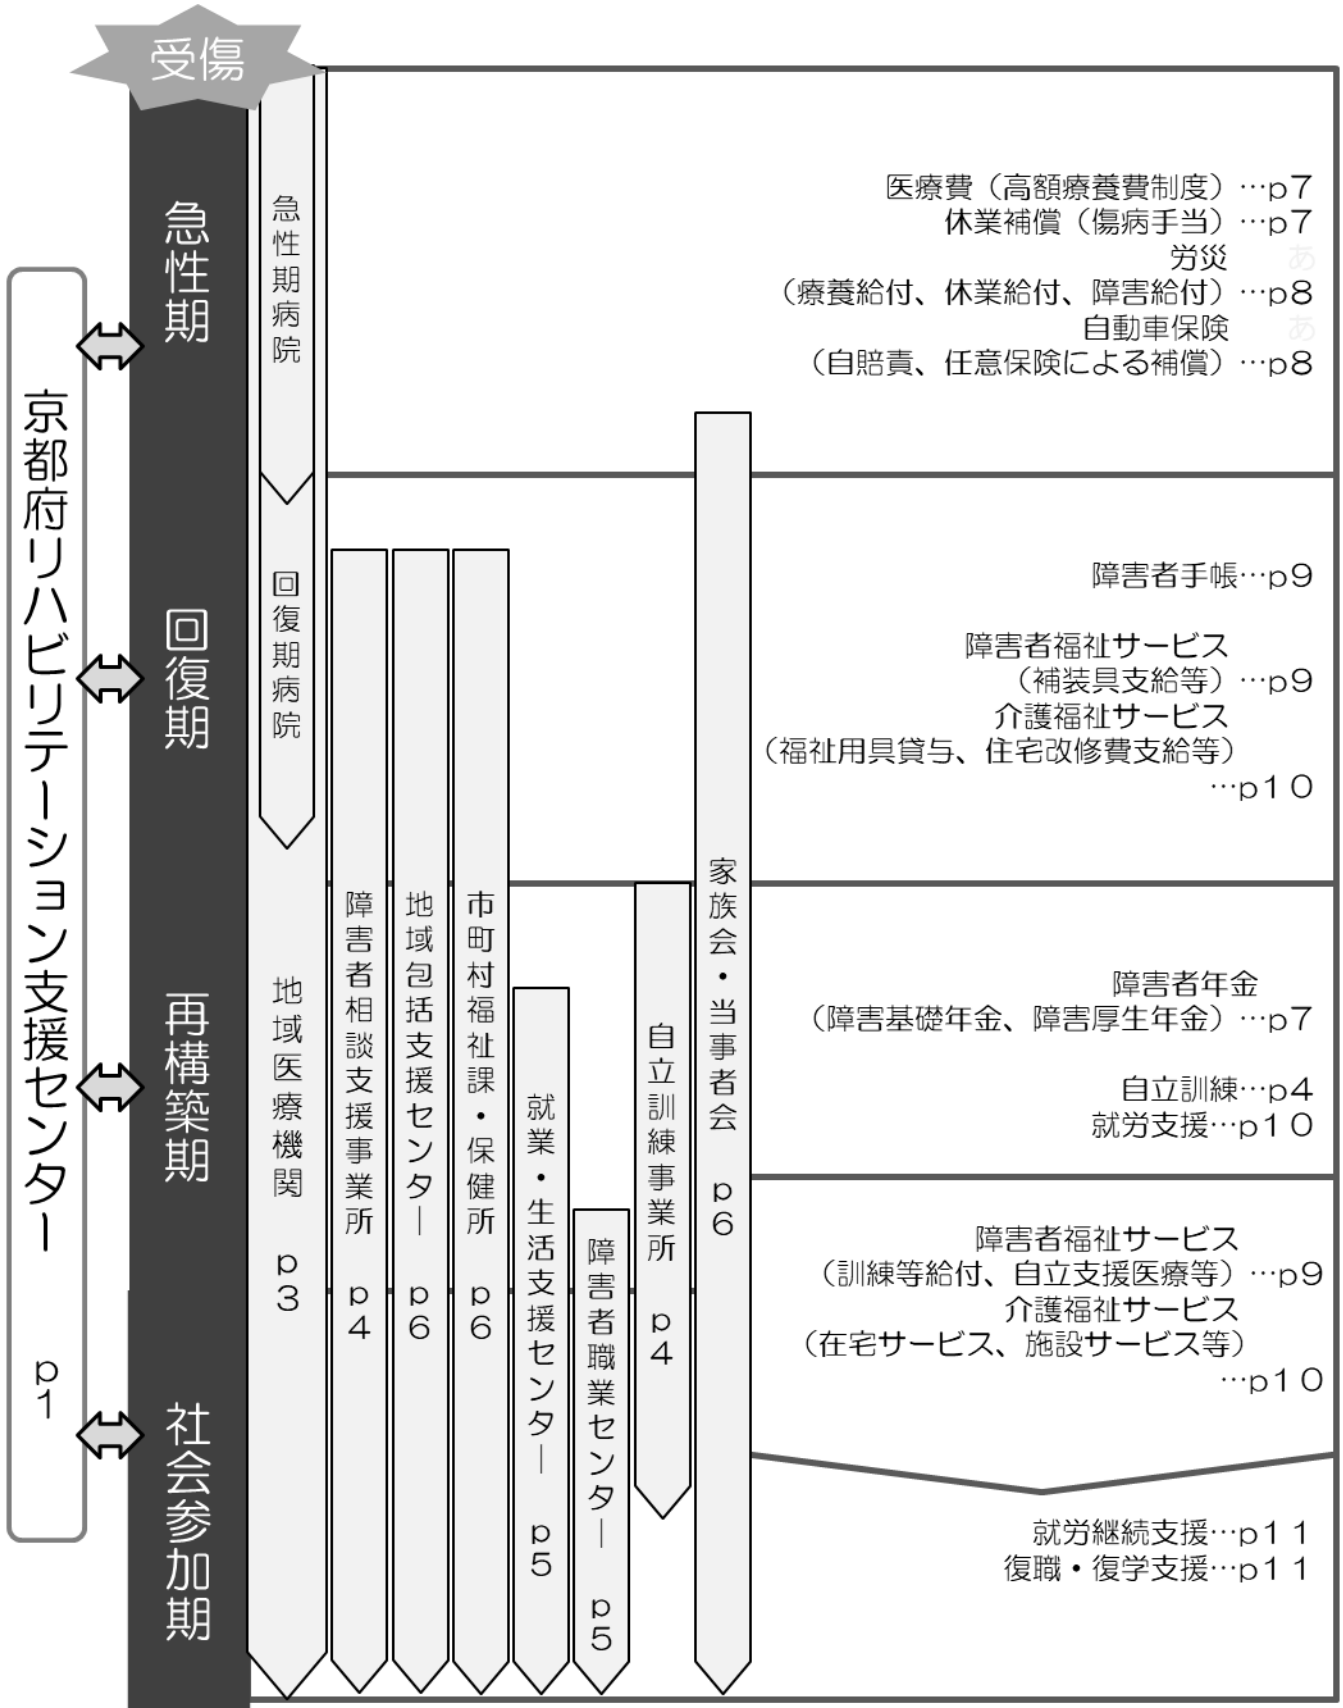 受傷
京都府リハビリテーション支援センター　p1
急性期
回復期
再構築期
社会参加期
急性期病院
回復期病院
地域医療機関　p3
障害者相談支援事業所　p4
地域包括支援センター　p6
市町村福祉課・保健所　p6
就業・生活支援センター　p5
障害者職業センター　p5
自立訓練事業所　p4
家族会・当事者会　p6
医療費（高額療養費制度）…p7
休業補償（傷病手当）…p7
労災　　あ
（療養給付、休業給付、障害給付）…p8
自動車保険　　あ
（自賠責、任意保険による補償）…p8
障害者手帳…p9
障害者福祉サービス
（補装具支給等）…p9
介護福祉サービス
（福祉用具貸与、住宅改修費支給等）
…p10
障害者年金
（障害基礎年金、障害厚生年金）…p7
自立訓練…p4
就労支援…p10
障害者福祉サービス
（訓練等給付、自立支援医療等）…p9
介護福祉サービス
（在宅サービス、施設サービス等）
…p10
就労継続支援…p11
復職・復学支援…p11